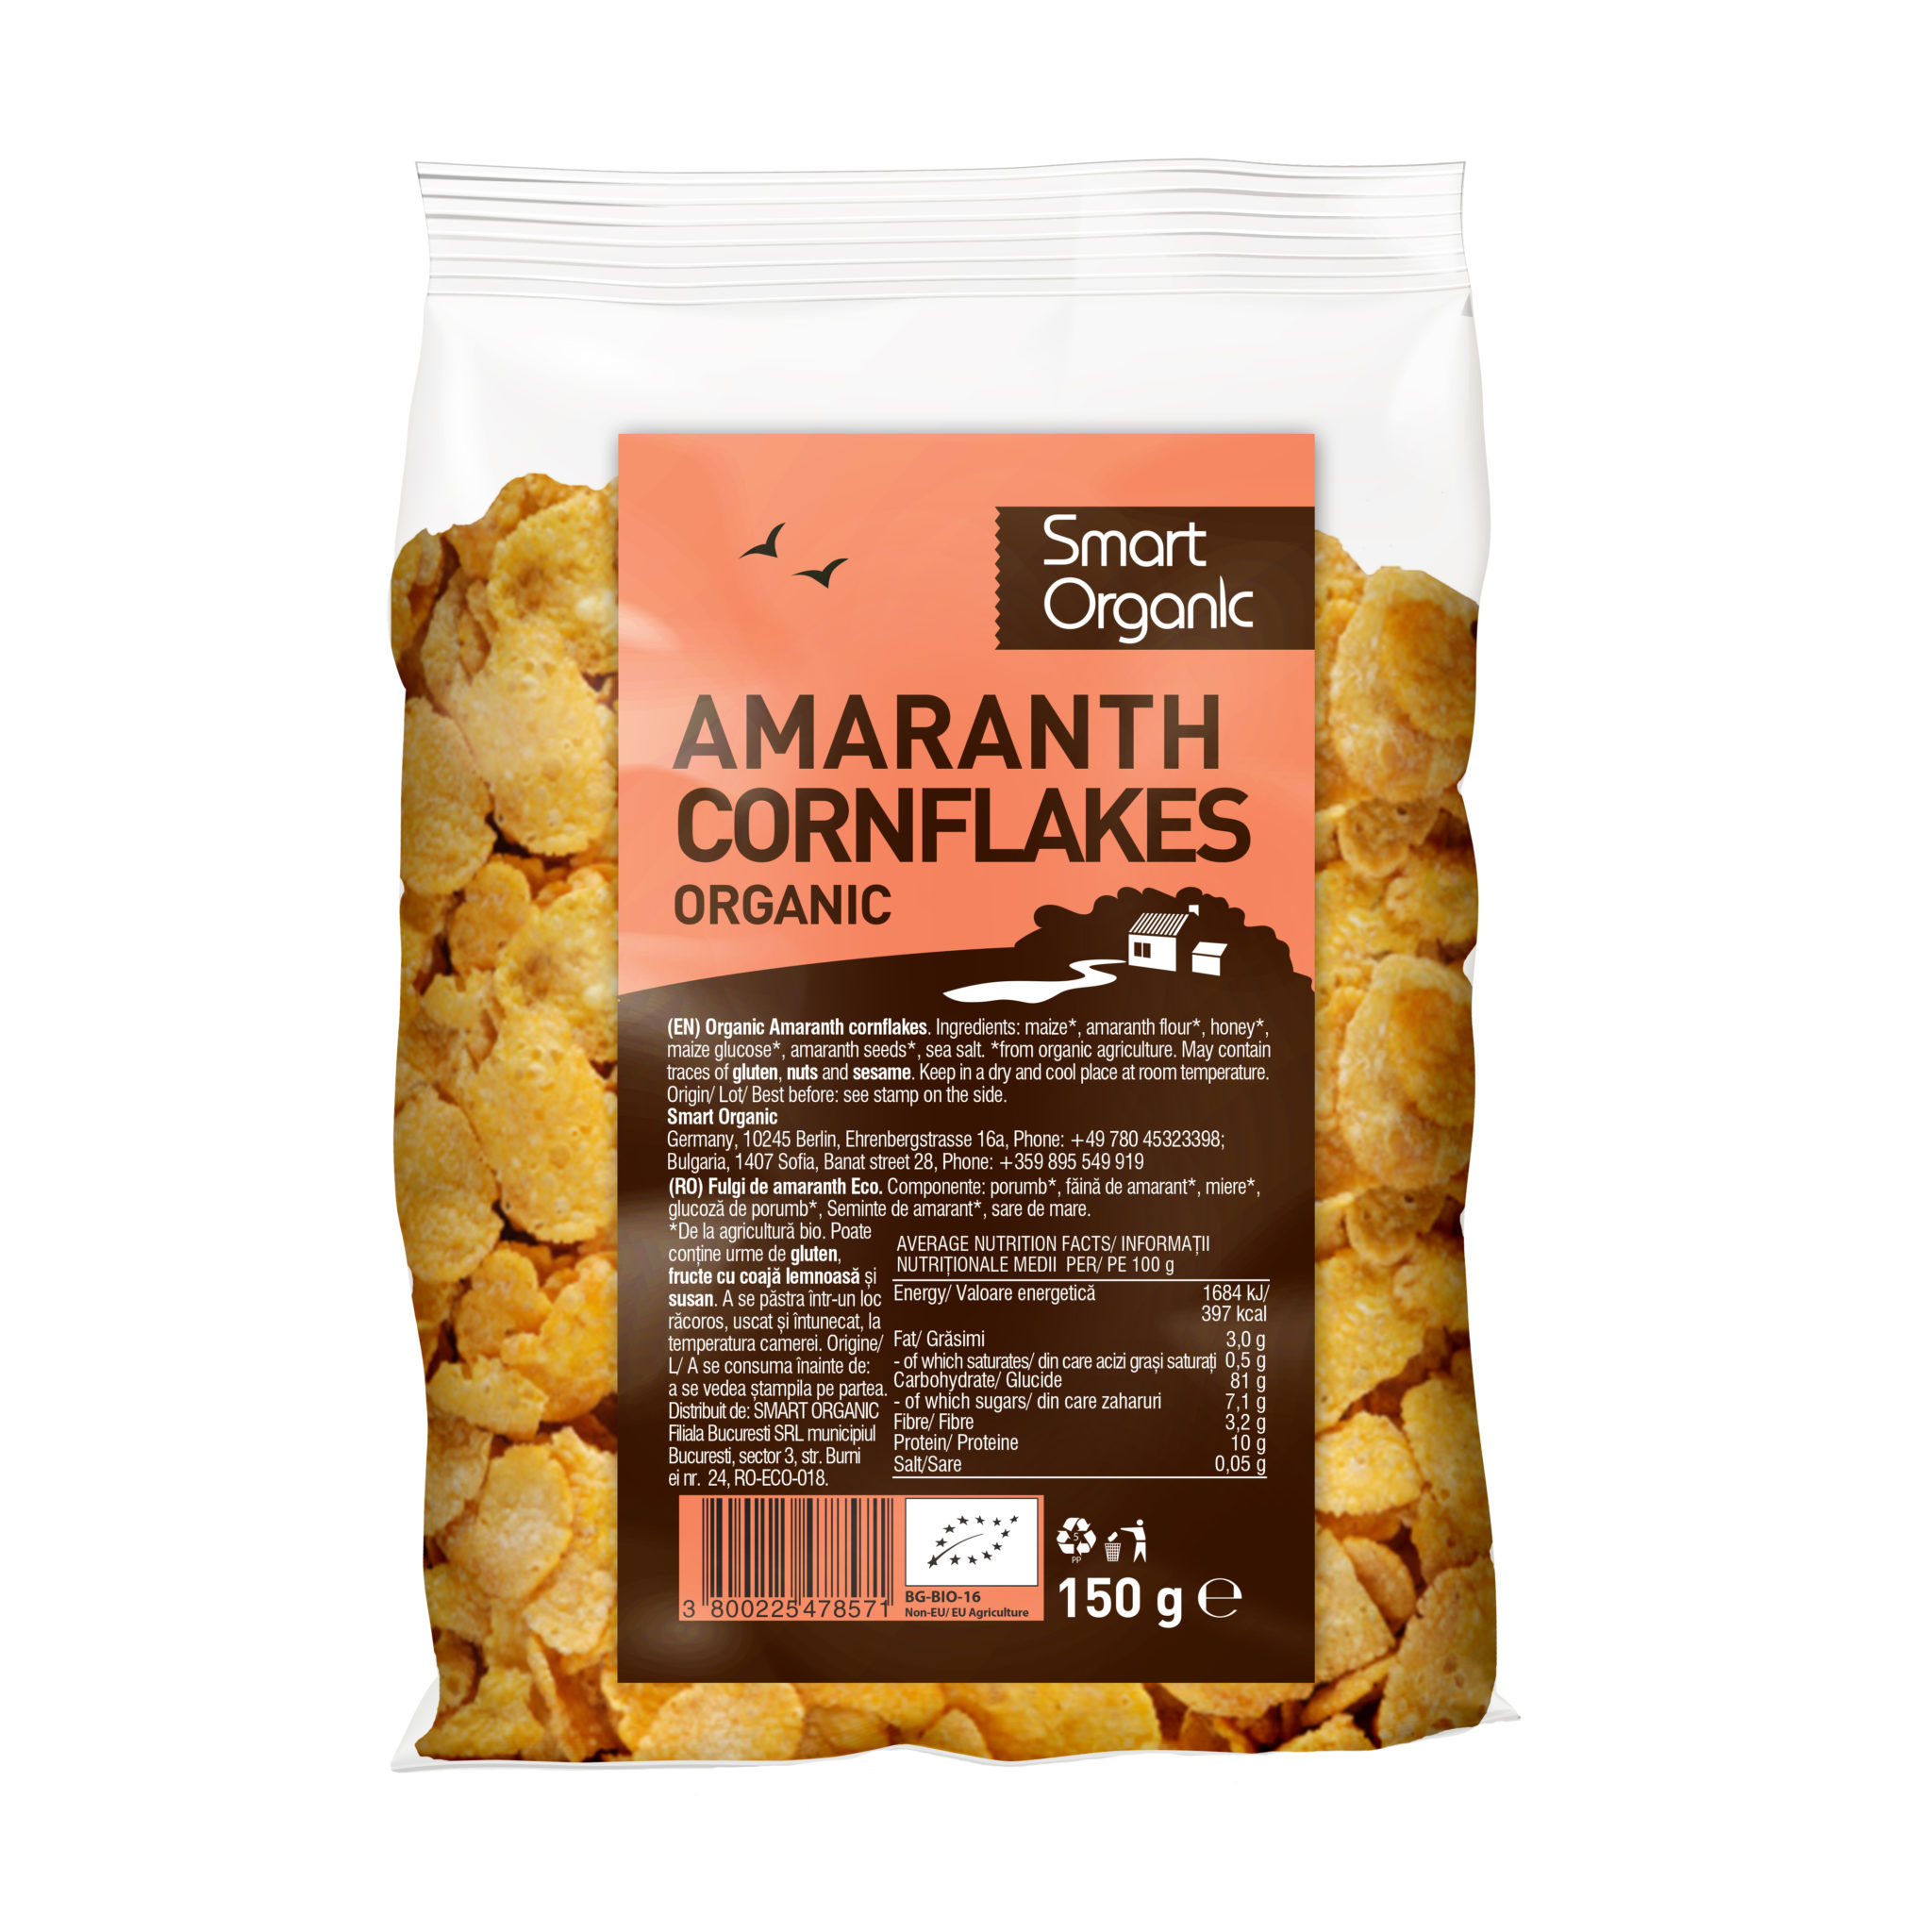 Smart
Organic
AMARANTH
CORNFLAKES
ORGANIC
(EN) Organic Amaranth cornflakes. Ingredients: maize*, amaranth flour*, honey*,
maize glucose*, amaranth seeds*, sea salt. *from organic agriculture. May contain
traces of gluten, nuts and sesame. Keep in a dry and cool place at room temperature.
Origin/ Lot/ Best before: see stamp on the side.
Smart Organic
Germany, 10245 Berlin, Ehrenbergstrasse 16a, Phone: +49 780 45323398;
Bulgaria, 1407 Sofia, Banat street 28, Phone: +359 895 549 919
(RO) Fulgi de amaranth Eco. Componente: porumb*, făină de amarant*, miere*,
glucoză de porumb*, Seminte de amarant*, sare de mare.
*De la agricultură bio. Poate
conține urme de gluten,
fructe cu coajă lemnoasă și
susan. A se păstra într-un loc
răcoros, uscat și întunecat, la
temperatura camerei. Origine/
L/ A se consuma înainte de:
a se vedea ștampila pe partea.
Distribuit de: SMART ORGANIC
Filiala Bucuresti SRL municipiul
Bucuresti, sector 3, str. Burni
ei nr. 24, RO-ECO-018.
AVERAGE NUTRITION FACTS/ INFORMAȚII
NUTRIȚIONALE MEDII PER/ PE 100 g
Energy/ Valoare energetică 1684 kJ/
397 kcal
Fat/ Grăsimi 3,0 g
- of which saturates/ din care acizi grași saturați 0,5 g
Carbohydrate/ Glucide 81 g
- of which sugars/ din care zaharuri 7,1 g
Fibre/ Fibre 3,2 g
Protein/ Proteine 10 g
Salt/Sare 0,05 g
3 800225 478571
BG-BIO-16
Non-EU/ EU Agriculture
5
PP
150 g ℮